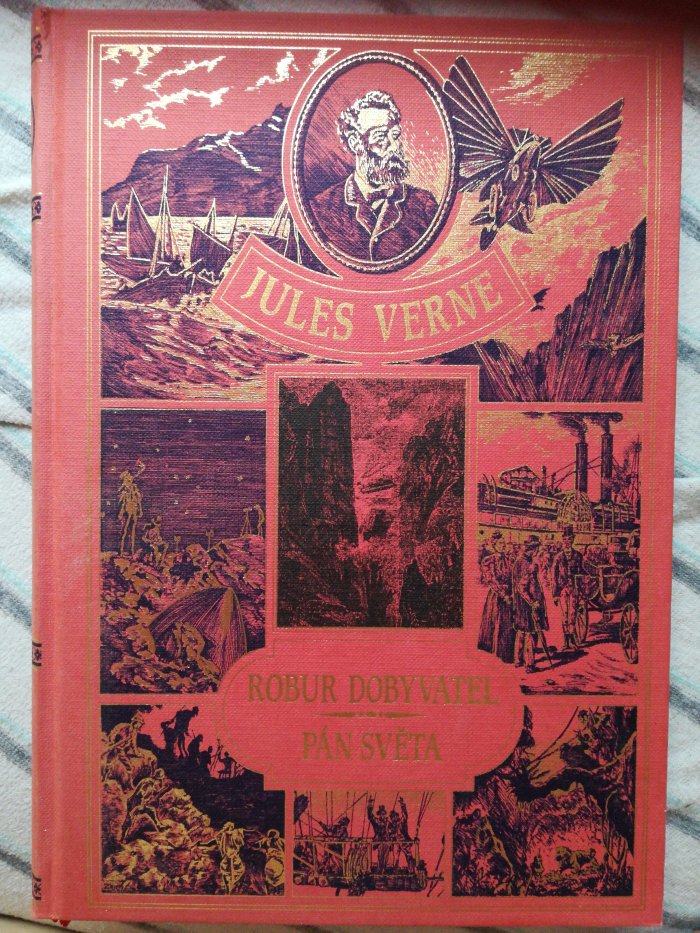 JULES VERNE
ROBUR DOBYVATEL
PÁN SVĚTA